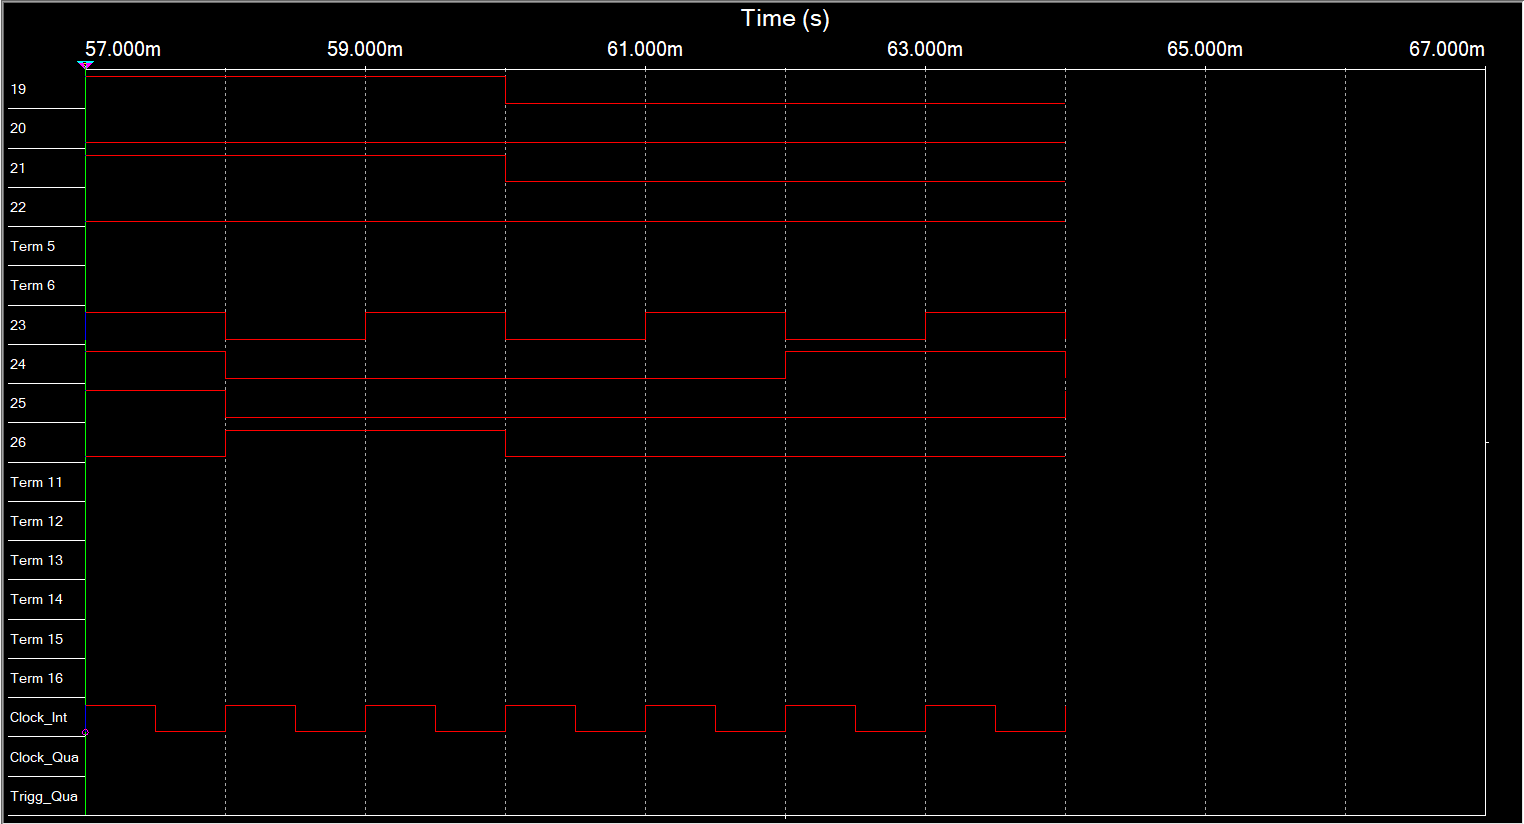 Time (s)
57.000m 59.000m 61.000m 63.000m 65.000m 67.000m
19
20
21
22
Term 5
Term 6
23
24
25
26
Term 11
Term 12
Term 13
Term 14
Term 15
Term 16
Clock_Int
Clock_Qua
Trigg_Qua